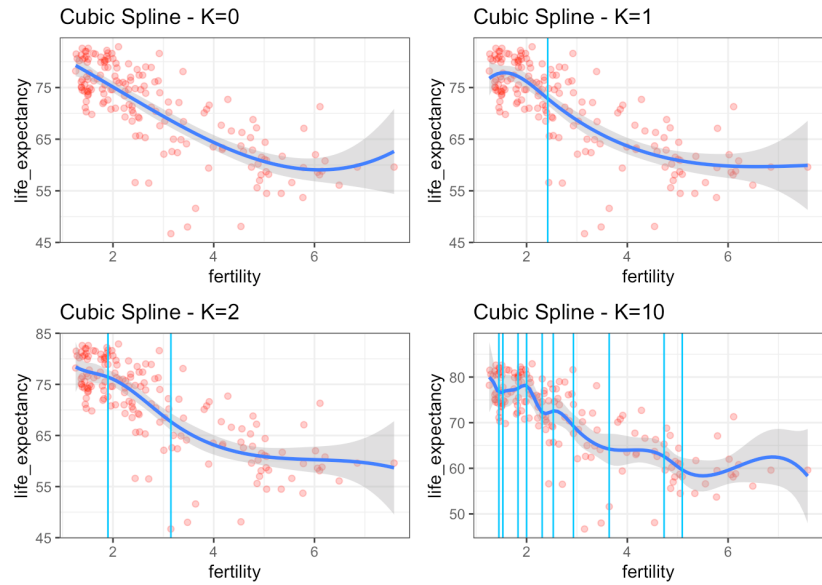 Cubic Spline - K=0
75
65
55
45
life_expectancy
2
4
6
fertility
Cubic Spline - K=1
75
65
55
45
life_expectancy
2
4
6
fertility
Cubic Spline - K=2
85
75
65
55
45
life_expectancy
2
4
6
fertility
Cubic Spline - K=10
80
70
60
50
life_expectancy
2
4
6
fertility